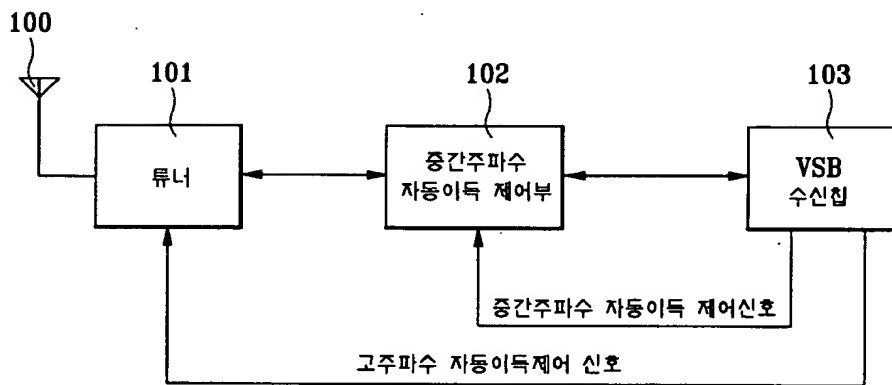 100
101
102
103
튜너
중간주파수
자동이득 제어부
VSB
수신칩
중간주파수 자동이득 제어신호
고주파수 자동이득제어 신호